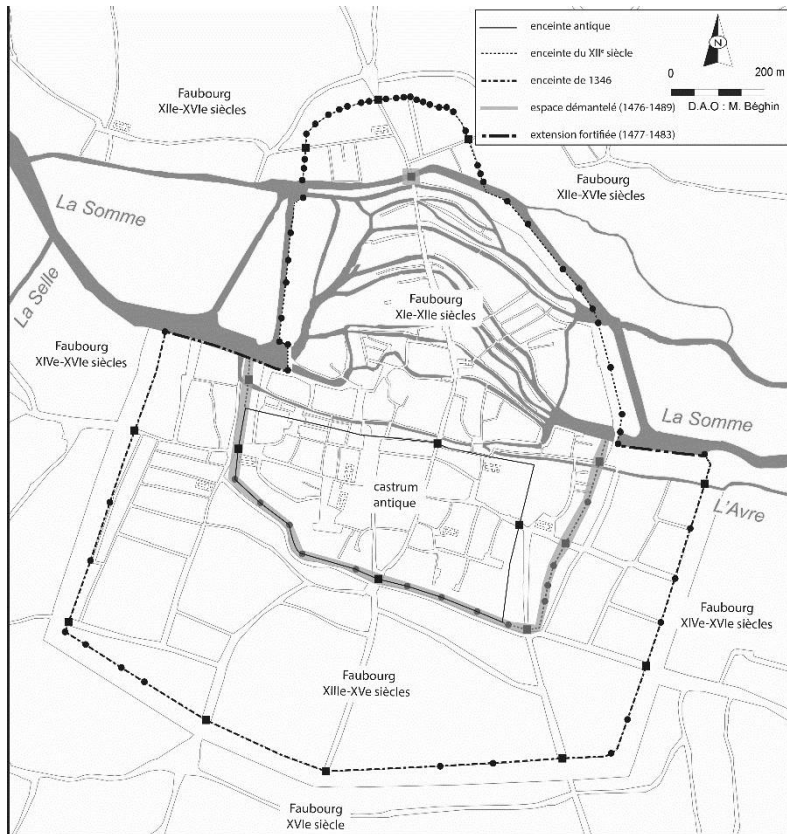 enceinte antique
enceinte du XIIᵉ siècle
enceinte de 1346
espace démantelé (1476-1489)
extension fortifiée (1477-1483)
N
0 200 m
D.A.O : M. Béghin
Faubourg
XIIe-XVIe siècles
Faubourg
XIIe-XVIe siècles
La Somme
La Selle
Faubourg
XIe-XIIe siècles
Faubourg
XIVe-XVIe siècles
La Somme
castrum
antique
L'Avre
Faubourg
XIVe-XVIe siècles
Faubourg
XIIIe-XVe siècles
Faubourg
XVIe siècle